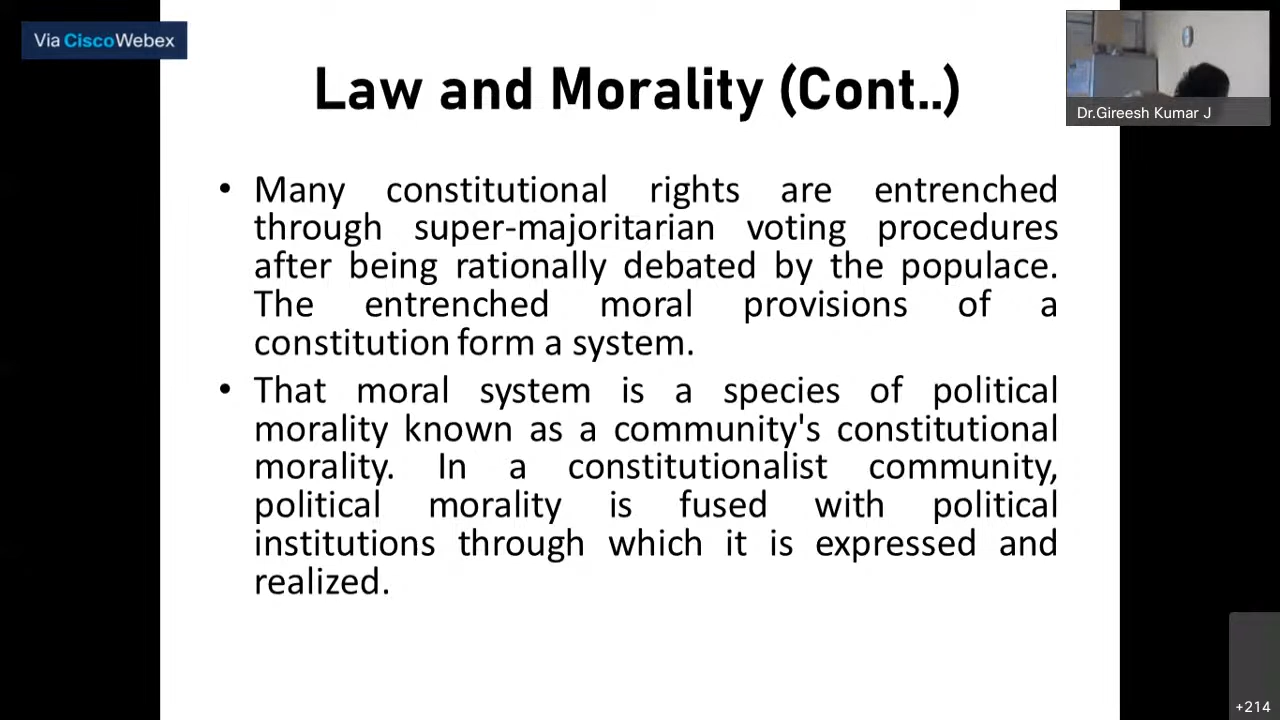 Via CiscoWebex
Law and Morality (Cont..)
Dr.Gireesh Kumar J
• Many constitutional rights are entrenched
through super-majoritarian voting procedures
after being rationally debated by the populace.
The entrenched moral provisions of a
constitution form a system.
• That moral system is a species of political
morality known as a community's constitutional
morality. In a constitutionalist community,
political morality is fused with political
institutions through which it is expressed and
realized.
+214